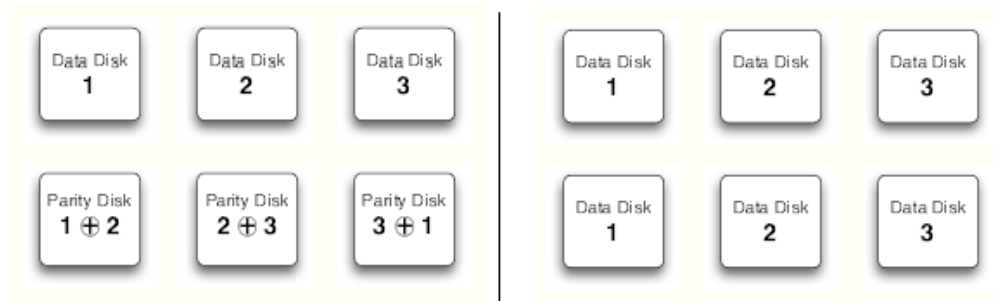 Data Disk
1
Data Disk
2
Data Disk
3
Parity Disk
1 ⊕ 2
Parity Disk
2 ⊕ 3
Parity Disk
3 ⊕ 1
Data Disk
1
Data Disk
2
Data Disk
3
Data Disk
1
Data Disk
2
Data Disk
3